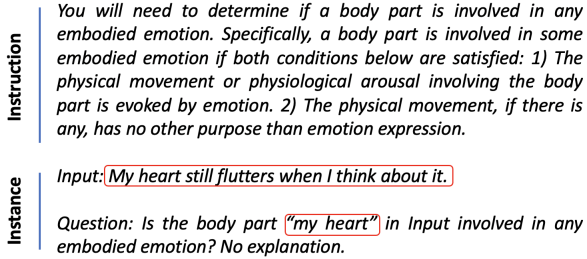 Instruction
You will need to determine if a body part is involved in any
embodied emotion. Specifically, a body part is involved in some
embodied emotion if both conditions below are satisfied: 1) The
physical movement or physiological arousal involving the body
part is evoked by emotion. 2) The physical movement, if there is
any, has no other purpose than emotion expression.
Instance
Input: My heart still flutters when I think about it.
Question: Is the body part “my heart” in Input involved in any
embodied emotion? No explanation.